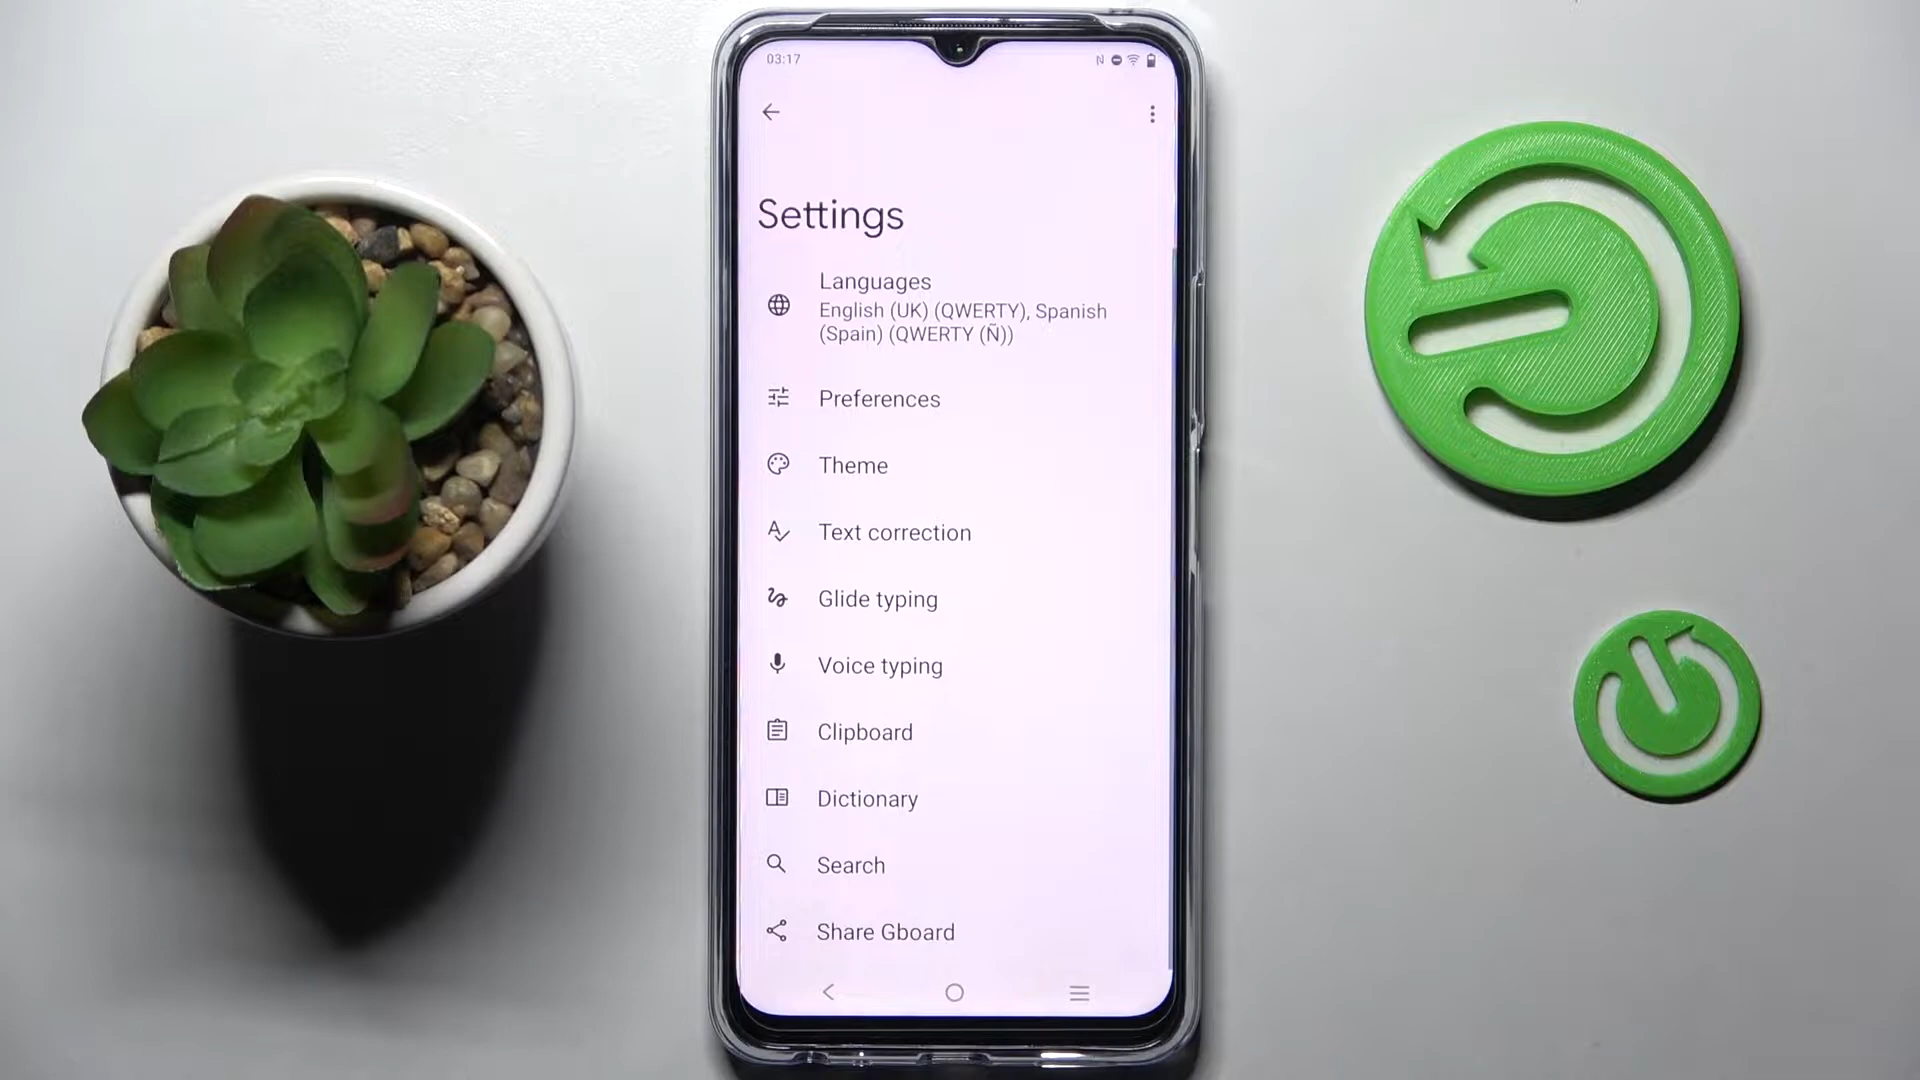 03:17
Settings
Languages
English (UK) (QWERTY), Spanish
(Spain) (QWERTY (Ñ))
Preferences
Theme
Text correction
Glide typing
Voice typing
Clipboard
Dictionary
Search
Share Gboard